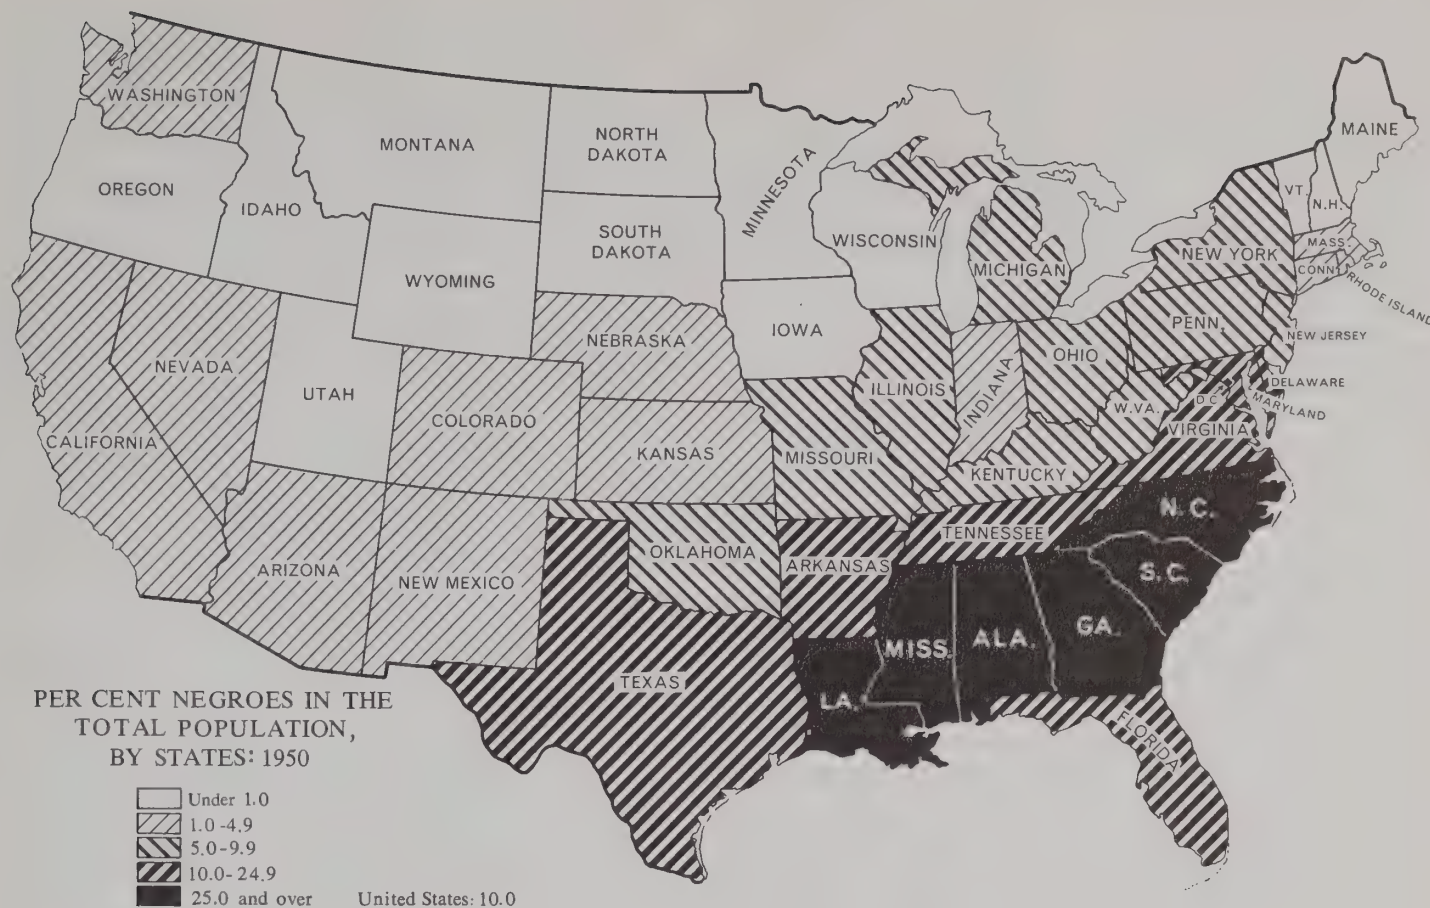 WASHINGTON
MONTANA
NORTH
DAKOTA
MINNESOTA
MAINE
OREGON
IDAHO
VT.
N.H.
SOUTH
DAKOTA
WISCONSIN
MASS.
NEW YORK
CONN.
MICHIGAN
RHODE ISLAND
WYOMING
IOWA
PENN.
NEW JERSEY
NEBRASKA
OHIO
NEVADA
ILLINOIS
INDIANA
DELAWARE
UTAH
D.C.
MARYLAND
W.VA.
COLORADO
VIRGINIA
CALIFORNIA
KANSAS
MISSOURI
KENTUCKY
N.C.
TENNESSEE
OKLAHOMA
ARKANSAS
ARIZONA
NEW MEXICO
S.C.
GA.
MISS.
ALA.
TEXAS
LA.
FLORIDA
PER CENT NEGROES IN THE
TOTAL POPULATION,
BY STATES: 1950
Under 1.0
1.0-4.9
5.0-9.9
10.0-24.9
25.0 and over United States: 10.0